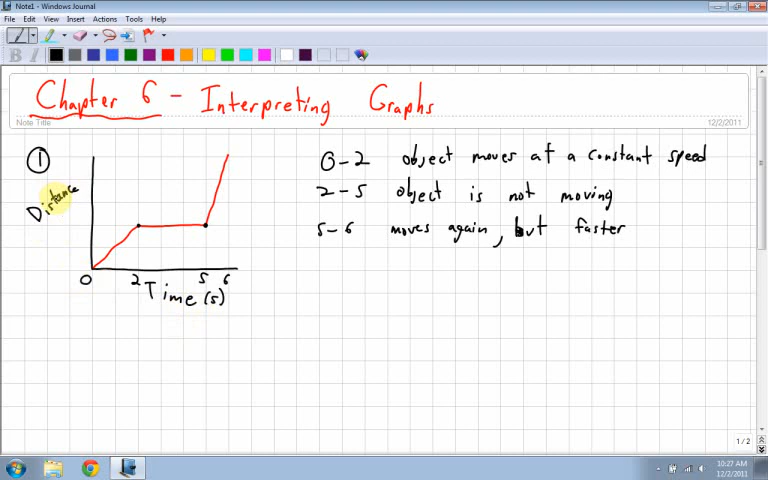 Note1 - Windows Journal
File Edit View Insert Actions Tools Help
B I
Chapter 6 - Interpreting Graphs
Note Title
12/2/2011
1
Distance
0 2 5 6
Time (s)
0-2 object moves at a constant speed
2-5 object is not moving
5-6 moves again, but faster
1 / 2
10:27 AM
12/2/2011